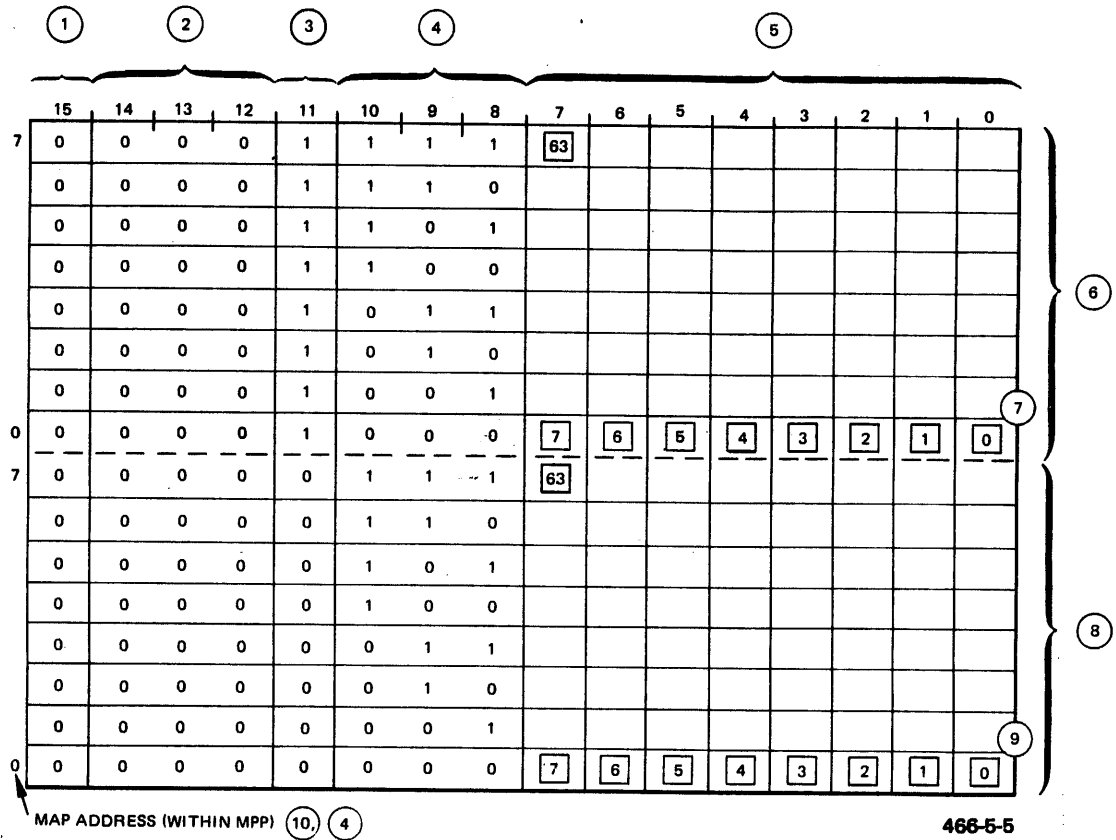 1 2 3 4 5
15 14 13 12 11 10 9 8 7 6 5 4 3 2 1 0
7 0 0 0 0 1 1 1 1 63
0 0 0 0 1 1 1 0
0 0 0 0 1 1 0 1
0 0 0 0 1 1 0 0
6
0 0 0 0 1 0 1 1
0 0 0 0 1 0 1 0
0 0 0 0 1 0 0 1
7
0 0 0 0 0 1 0 0 0 7 6 5 4 3 2 1 0
7 0 0 0 0 0 1 1 1 63
0 0 0 0 0 1 1 0
0 0 0 0 0 1 0 1
0 0 0 0 0 1 0 0
8
0 0 0 0 0 0 1 1
0 0 0 0 0 0 1 0
0 0 0 0 0 0 0 1
9
0 0 0 0 0 0 0 0 0 7 6 5 4 3 2 1 0
MAP ADDRESS (WITHIN MPP) 10, 4
466-5-5